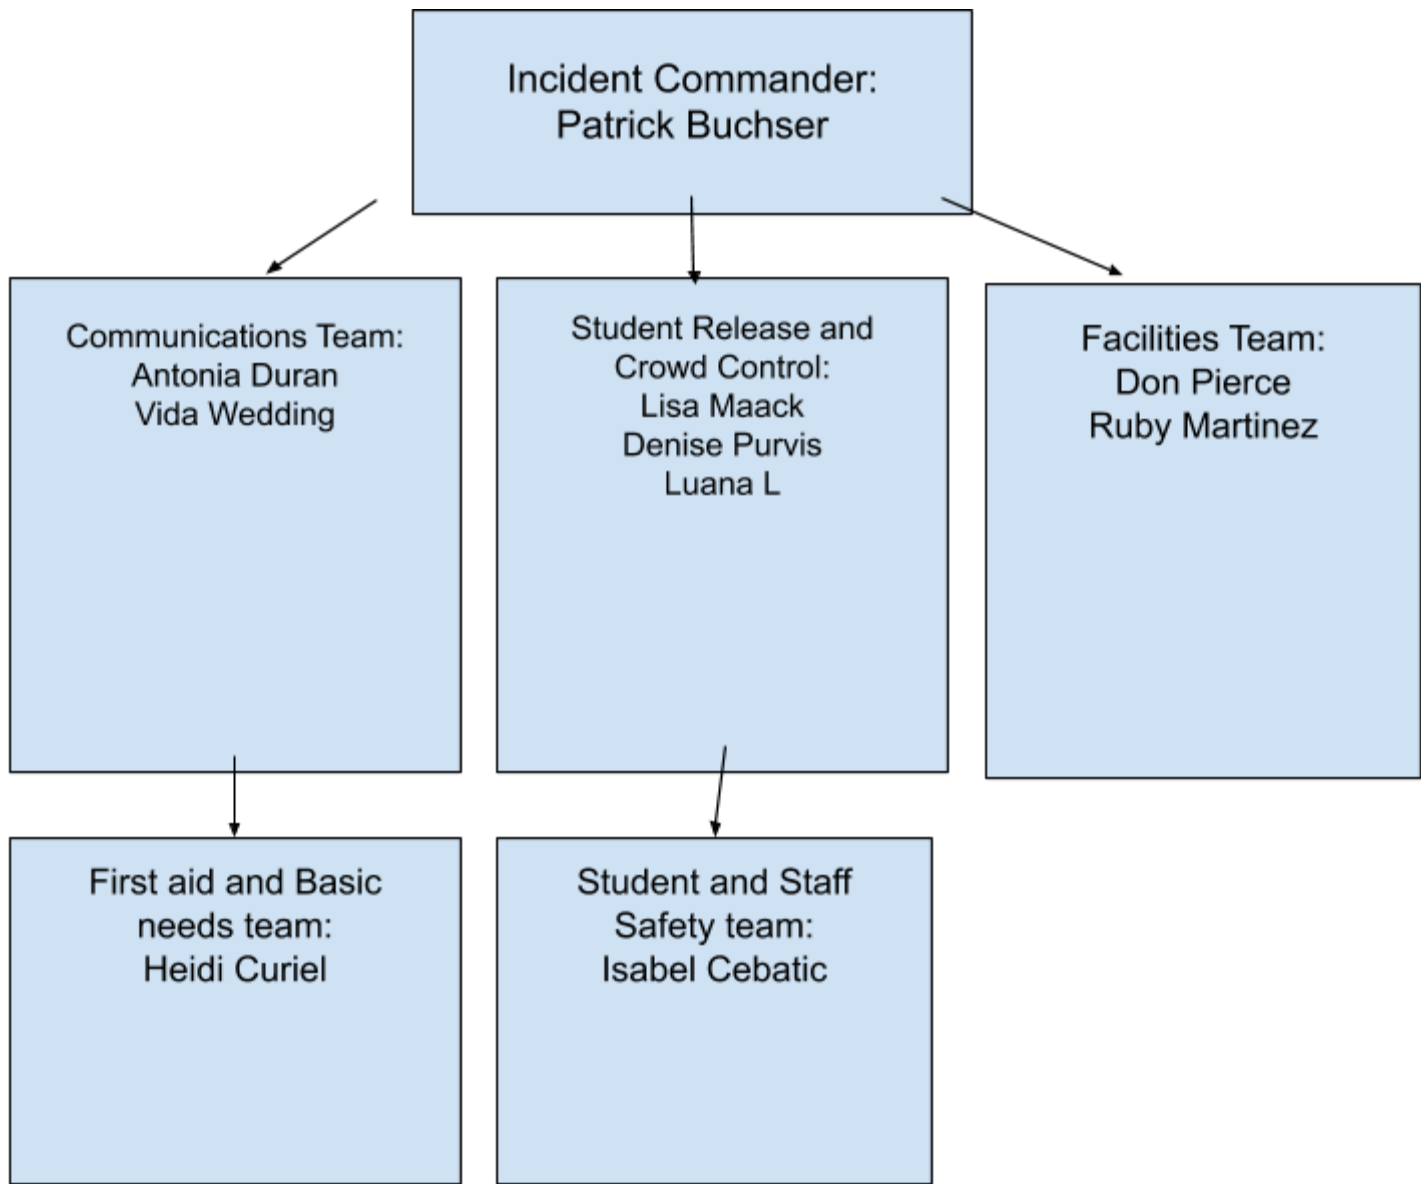 Incident Commander:
Patrick Buchser
Communications Team:
Antonia Duran
Vida Wedding
Student Release and
Crowd Control:
Lisa Maack
Denise Purvis
Luana L
Facilities Team:
Don Pierce
Ruby Martinez
First aid and Basic
needs team:
Heidi Curiel
Student and Staff
Safety team:
Isabel Cebatic